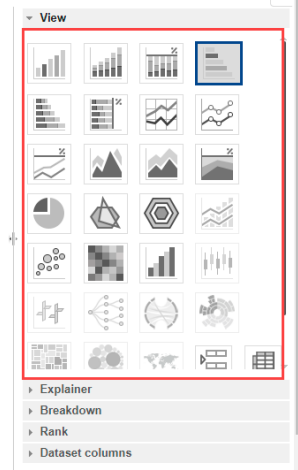 View
%
%
%
%
Explainer
Breakdown
Rank
Dataset columns